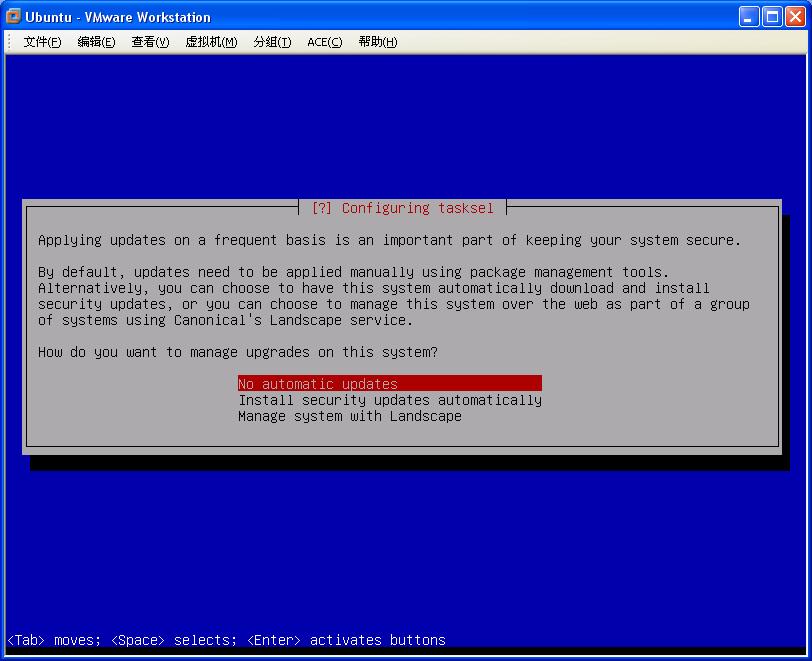 Ubuntu - VMware Workstation
文件(F) 编辑(E) 查看(V) 虚拟机(M) 分组(T) ACE(C) 帮助(H)
[?] Configuring tasksel
Applying updates on a frequent basis is an important part of keeping your system secure.
By default, updates need to be applied manually using package management tools.
Alternatively, you can choose to have this system automatically download and install
security updates, or you can choose to manage this system over the web as part of a group
of systems using Canonical's Landscape service.
How do you want to manage upgrades on this system?
No automatic updates
Install security updates automatically
Manage system with Landscape
<Tab> moves; <Space> selects; <Enter> activates buttons